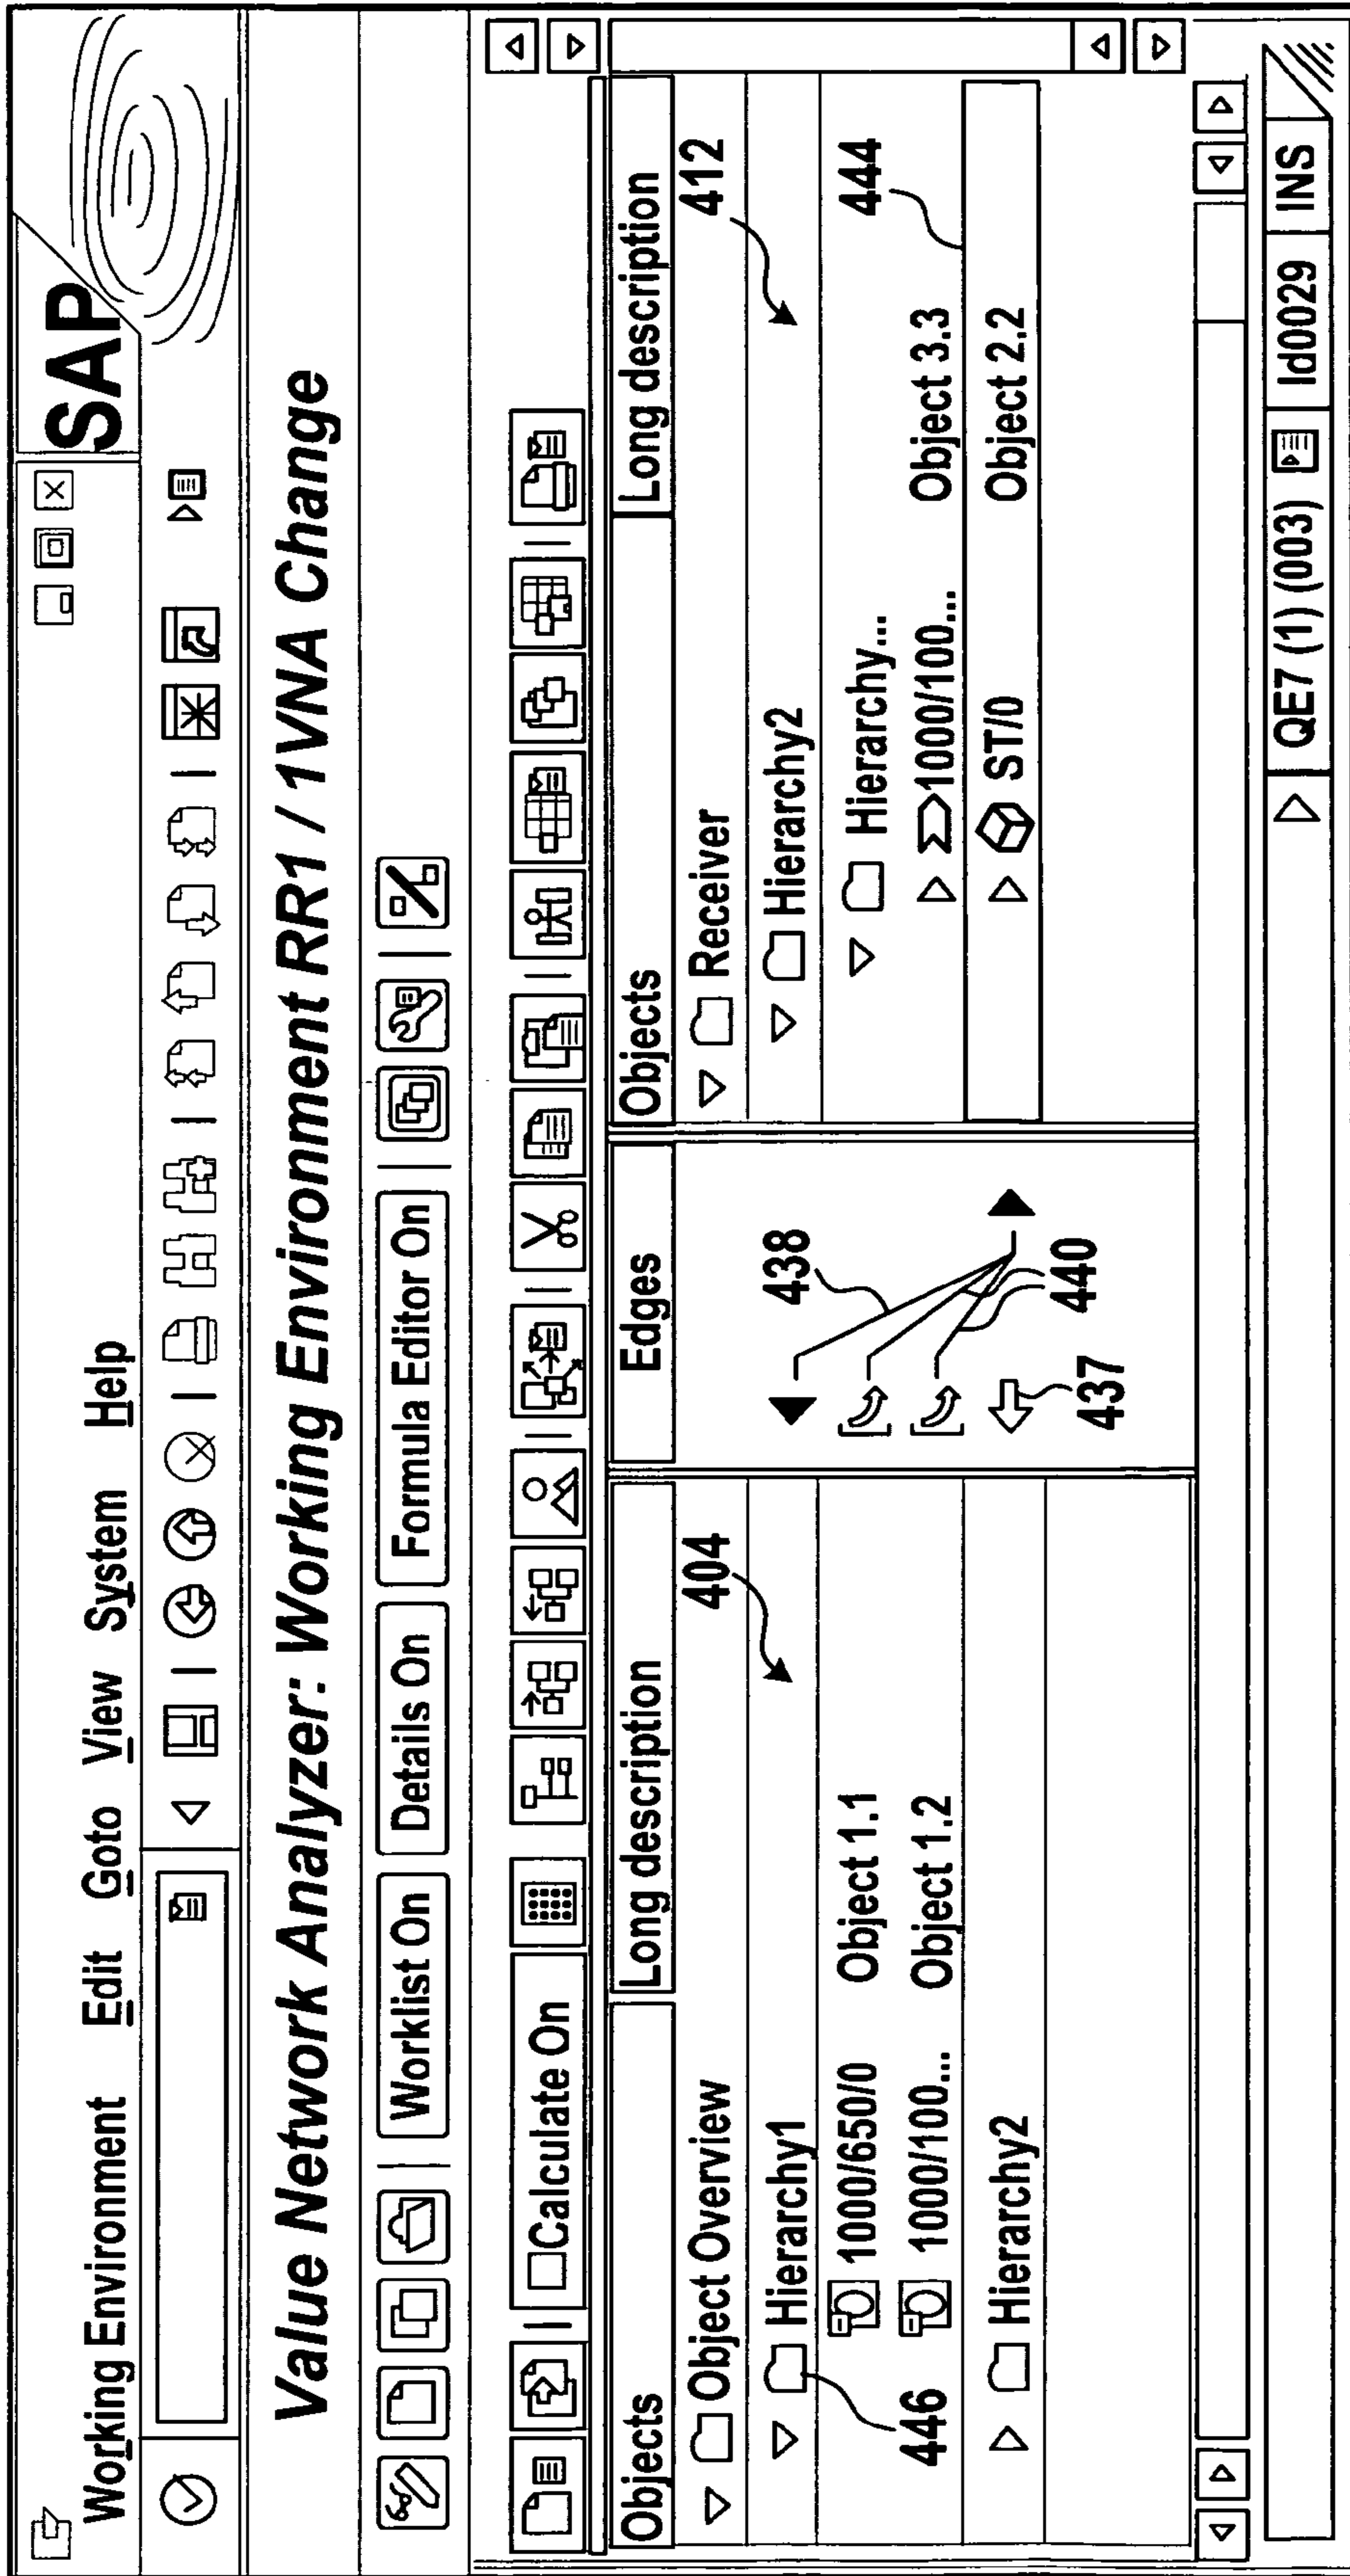 SAP
Working Environment Edit Goto View System Help
Value Network Analyzer: Working Environment RR1 / 1VNA Change
Worklist On Details On Formula Editor On
Calculate On
Objects Long description Edges Objects Long description
Object Overview 404 Receiver 412
Hierarchy1 438 Hierarchy2
1000/650/0 Object 1.1 Hierarchy... 444
446 1000/100... Object 1.2 1000/100... Object 3.3
Hierarchy2 ST/0 Object 2.2
440
437
QE7 (1) (003) Id0029 INS